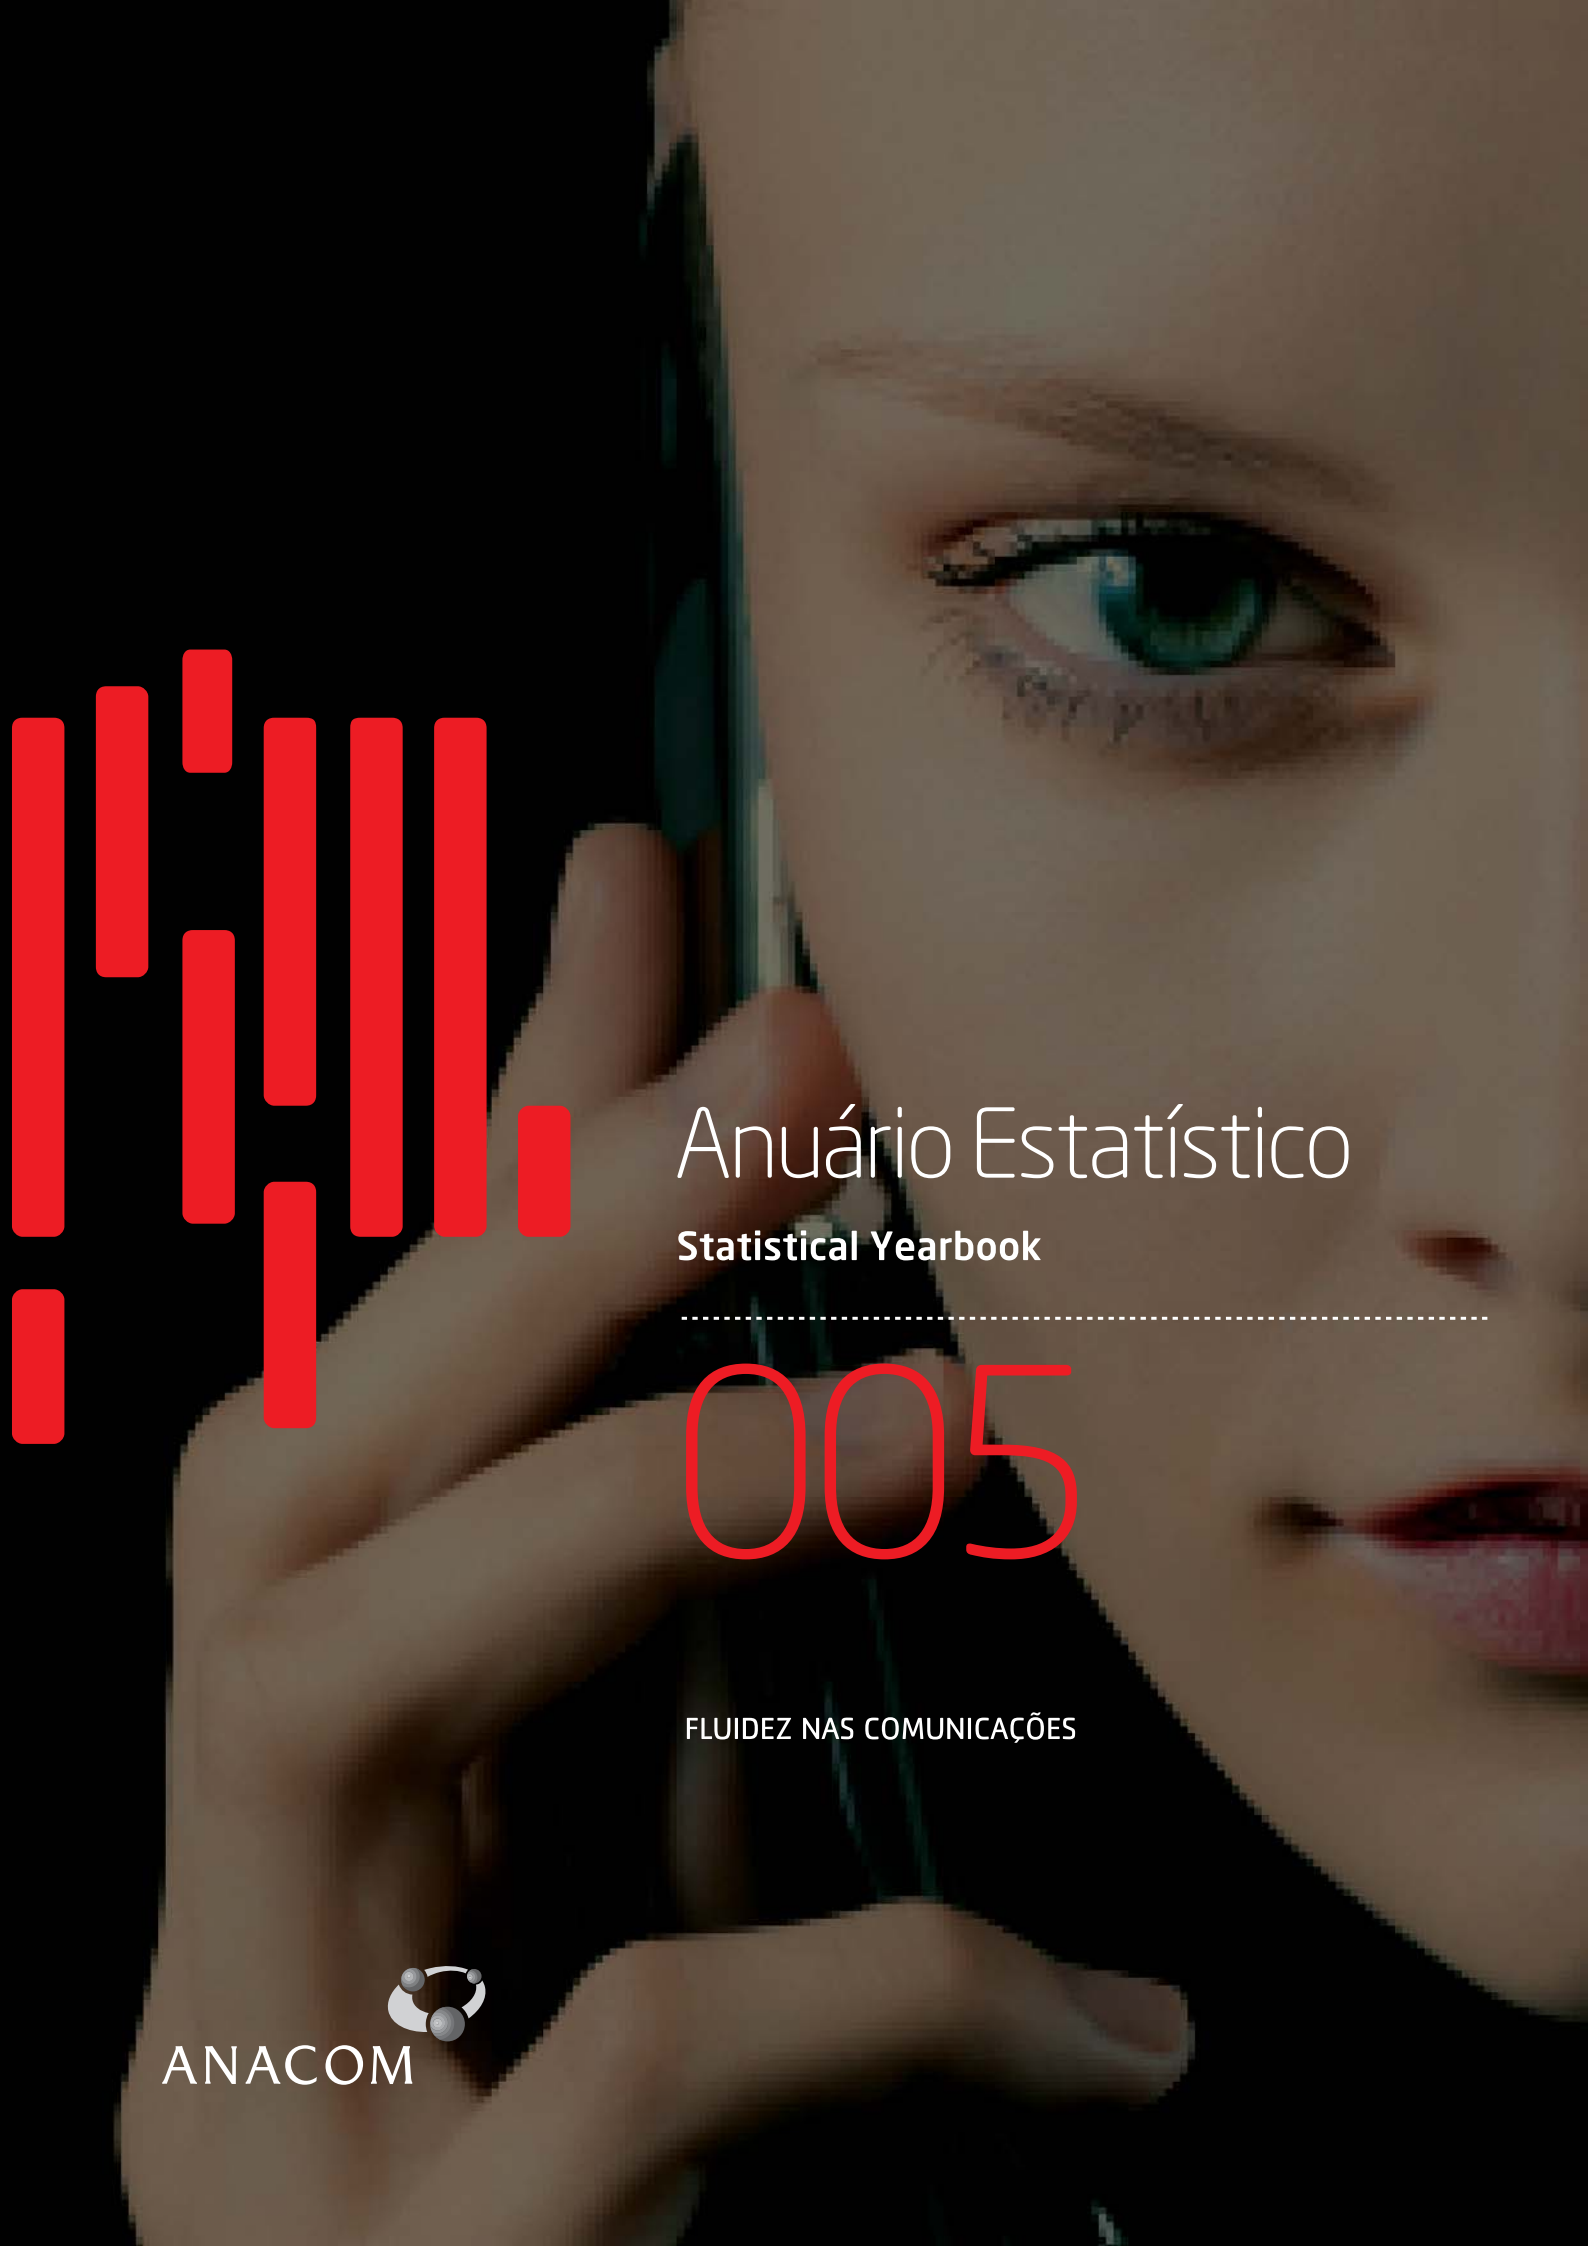 Anuário Estatístico
Statistical Yearbook
005
FLUIDEZ NAS COMUNICAÇÕES
ANACOM